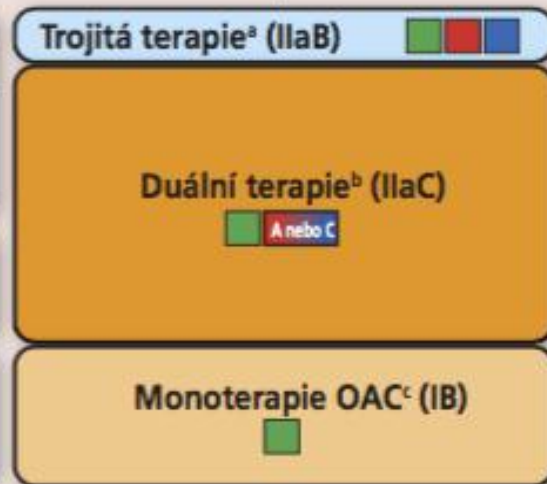 Trojitá terapieᵃ (IIaB)
Duální terapieᵇ (IIaC)
A nebo C
Monoterapie OACᶜ (IB)